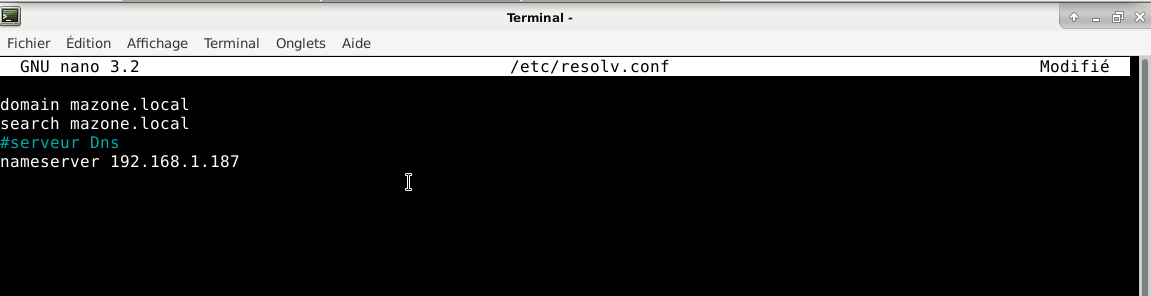 Terminal -
Fichier Édition Affichage Terminal Onglets Aide
GNU nano 3.2 /etc/resolv.conf Modifié
domain mazone.local
search mazone.local
#serveur Dns
nameserver 192.168.1.187